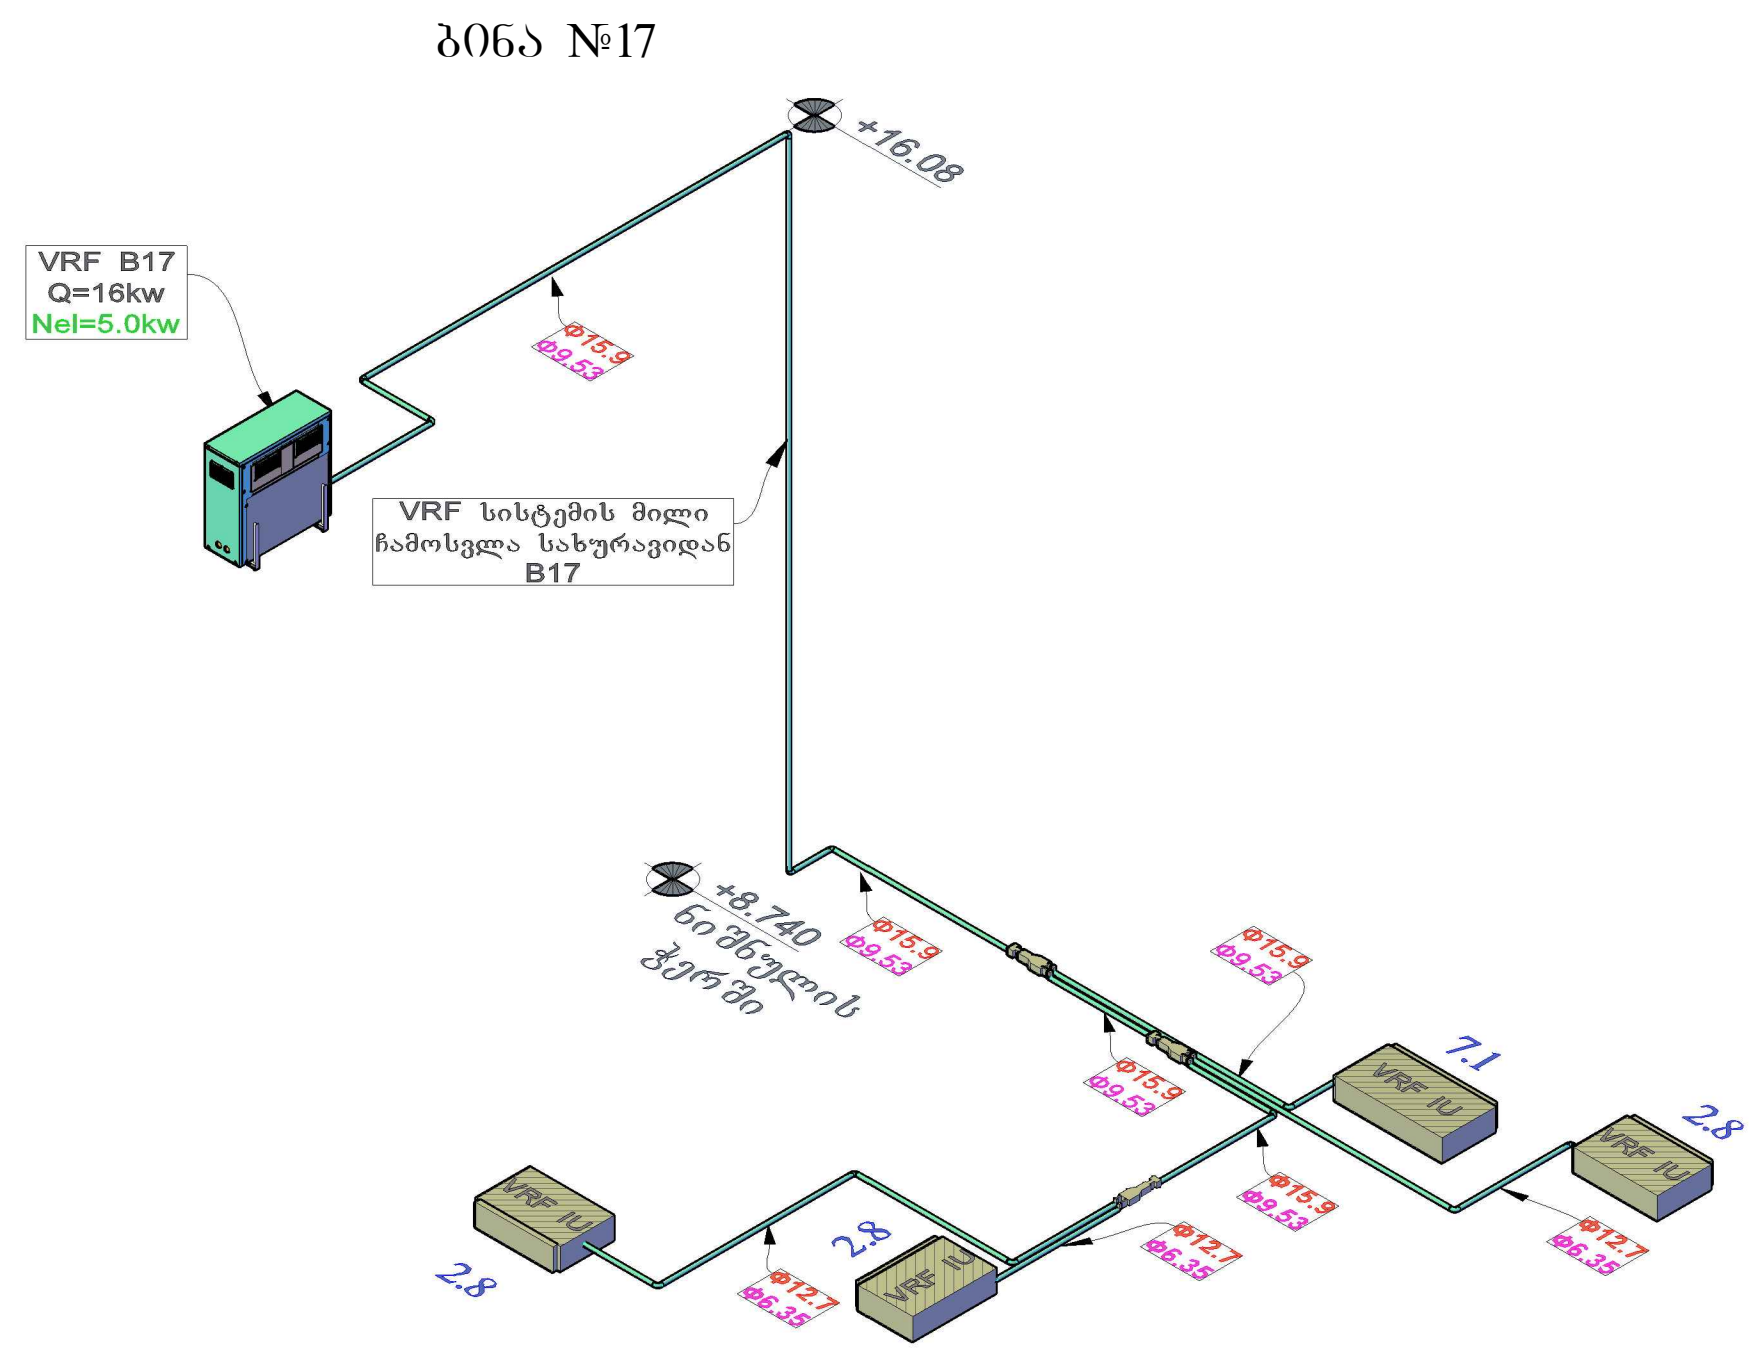 ბინა №17
+16.08
VRF B17
Q=16kw
Nel=5.0kw
Φ15.9
Φ9.53
VRF სისტემის მილი
ჩამოსვლა სახურავიდან
B17
+8.740
ნიშნულის
ჭერში
Φ15.9
Φ9.53
Φ15.9
Φ9.53
Φ15.9
Φ9.53
7.1
VRF IU
2.8
VRF IU
Φ15.9
Φ9.53
Φ12.7
Φ6.35
VRF IU
2.8
2.8
VRF IU
Φ12.7
Φ6.35
Φ12.7
Φ6.35